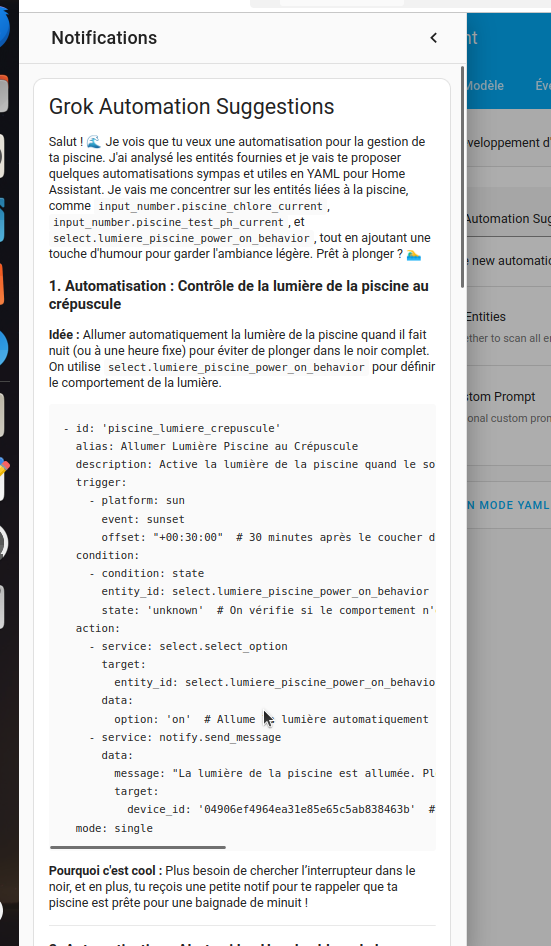 Notifications
Grok Automation Suggestions
Salut ! 🌊 Je vois que tu veux une automatisation pour la gestion de
ta piscine. J'ai analysé les entités fournies et je vais te proposer
quelques automatisations sympas et utiles en YAML pour Home
Assistant. Je vais me concentrer sur les entités liées à la piscine,
comme input_number.piscine_chlore_current ,
input_number.piscine_test_ph_current , et
select.lumiere_piscine_power_on_behavior , tout en ajoutant une
touche d'humour pour garder l'ambiance légère. Prêt à plonger ? 🏊
1. Automatisation : Contrôle de la lumière de la piscine au
crépuscule
Idée : Allumer automatiquement la lumière de la piscine quand il fait
nuit (ou à une heure fixe) pour éviter de plonger dans le noir complet.
On utilise select.lumiere_piscine_power_on_behavior pour définir
le comportement de la lumière.
- id: 'piscine_lumiere_crepuscule'
alias: Allumer Lumière Piscine au Crépuscule
description: Active la lumière de la piscine quand le so
trigger:
- platform: sun
event: sunset
offset: "+00:30:00" # 30 minutes après le coucher d
condition:
- condition: state
entity_id: select.lumiere_piscine_power_on_behavior
state: 'unknown' # On vérifie si le comportement n'
action:
- service: select.select_option
target:
entity_id: select.lumiere_piscine_power_on_behavio
data:
option: 'on' # Allume lumière automatiquement
- service: notify.send_message
data:
message: "La lumière de la piscine est allumée. Pl
target:
device_id: '04906ef4964ea31e85e65c5ab838463b' #
mode: single
Pourquoi c'est cool : Plus besoin de chercher l'interrupteur dans le
noir, et en plus, tu reçois une petite notif pour te rappeler que ta
piscine est prête pour une baignade de minuit !
nt
Modèle Éve
veloppement d'
Automation Sug
e new automatic
Entities
ether to scan all en
stom Prompt
onal custom pron
N MODE YAML